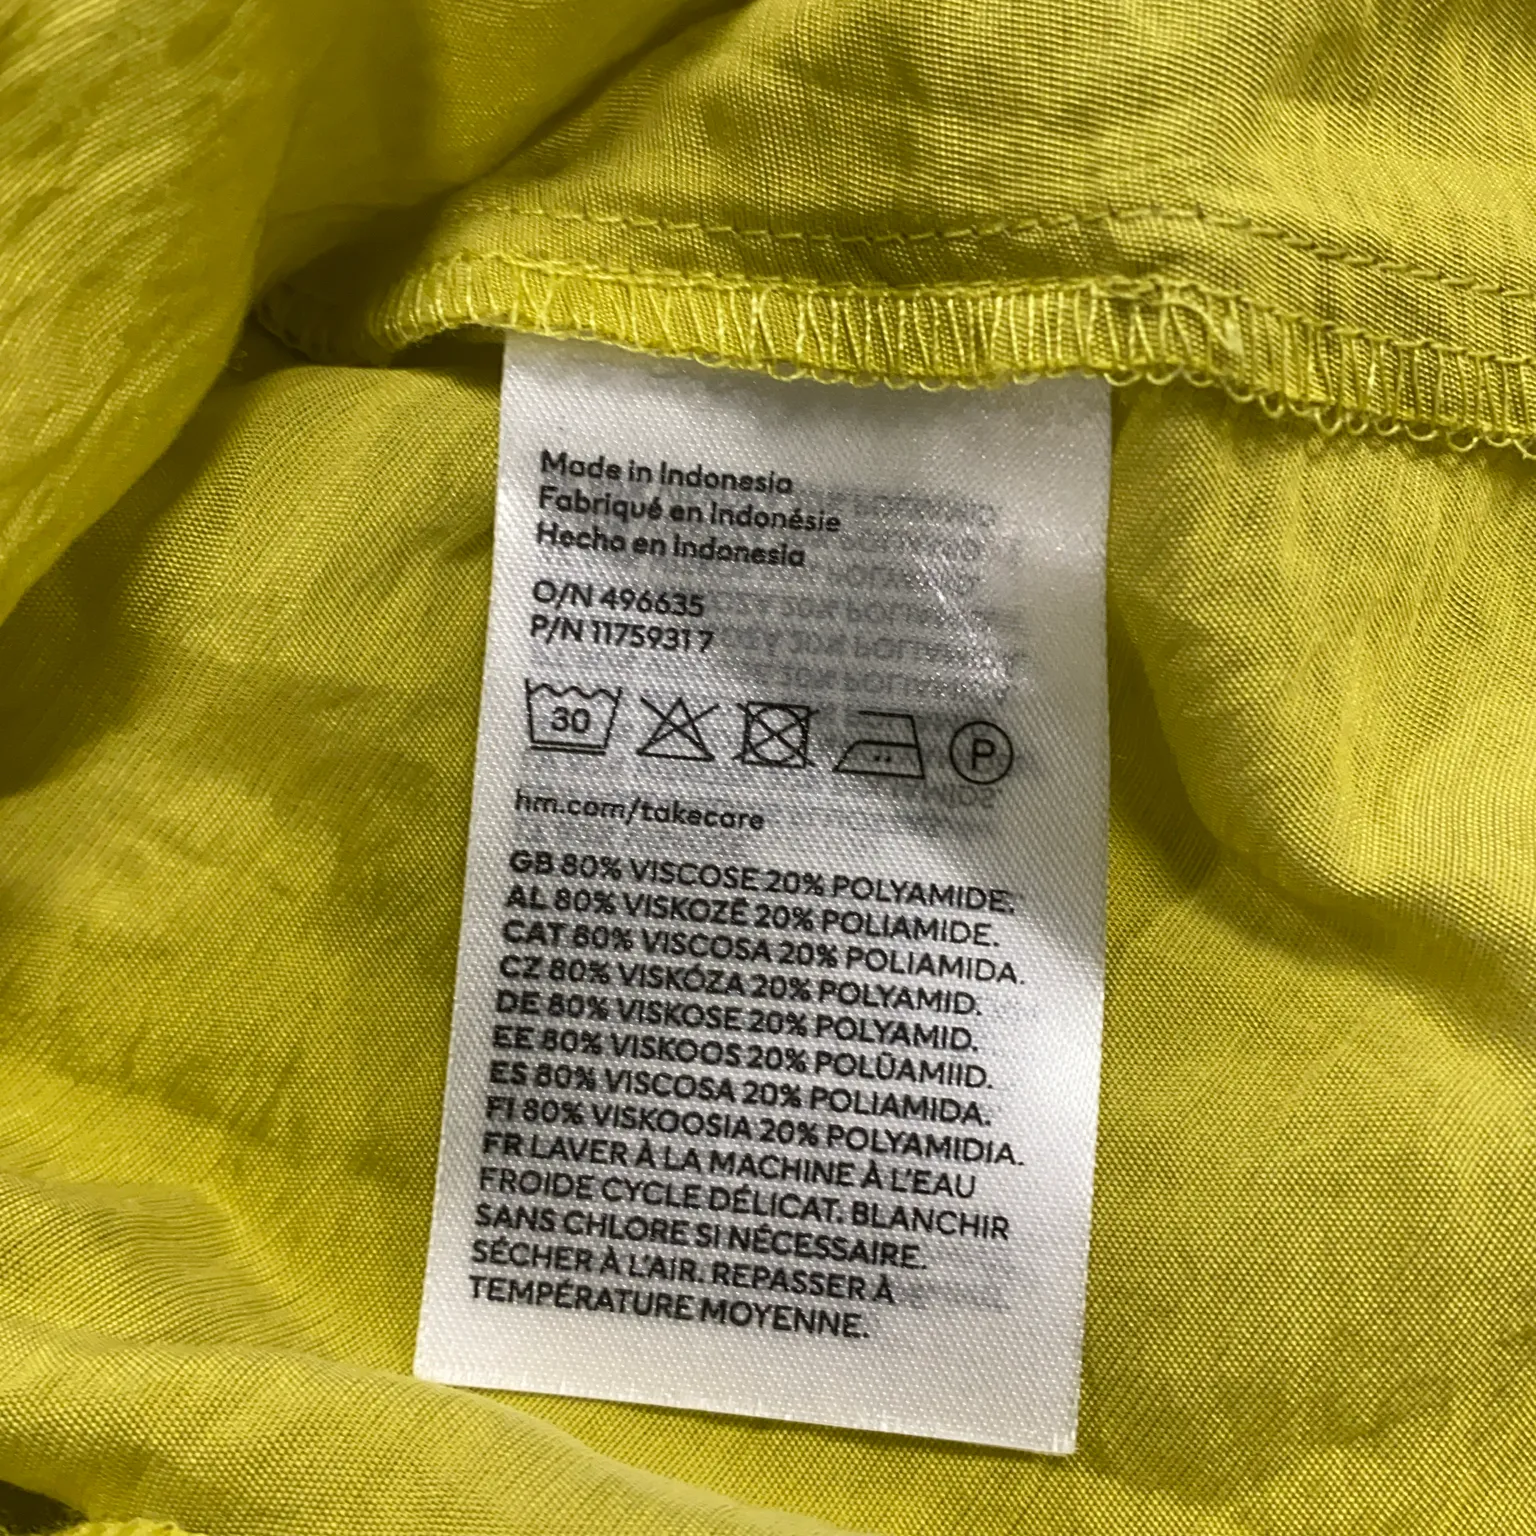 Made in Indonesia
Fabriqué en Indonésie
Hecho en Indonesia
O/N 496635
P/N 11759317
30 P
hm.com/takecare
GB 80% VISCOSE 20% POLYAMIDE.
AL 80% VISKOZË 20% POLIAMIDE.
CAT 80% VISCOSA 20% POLIAMIDA.
CZ 80% VISKÓZA 20% POLYAMID.
DE 80% VISKOSE 20% POLYAMID.
EE 80% VISKOOS 20% POLÜAMIID.
ES 80% VISCOSA 20% POLIAMIDA.
FI 80% VISKOOSIA 20% POLYAMIDIA.
FR LAVER À LA MACHINE À L'EAU
FROIDE CYCLE DÉLICAT. BLANCHIR
SANS CHLORE SI NÉCESSAIRE.
SÉCHER À L'AIR. REPASSER À
TEMPÉRATURE MOYENNE.